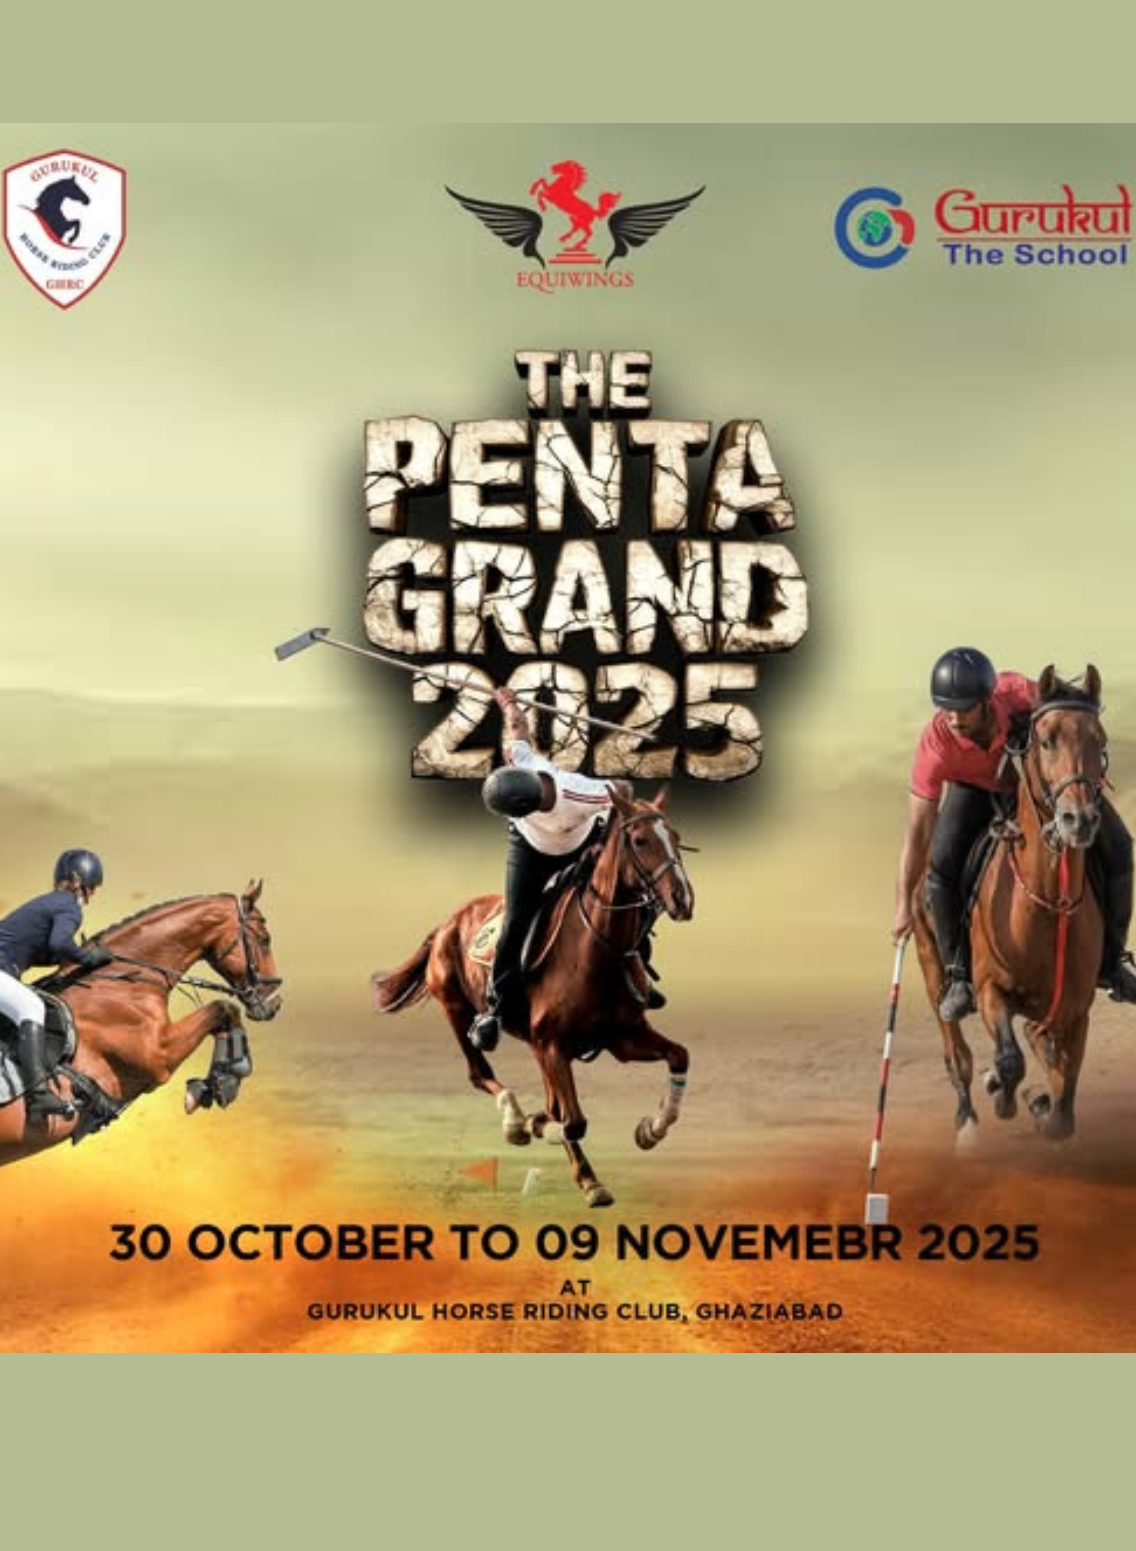 GURUKUL
HORSE RIDING CLUB
GHRC
EQUIWINGS
Gurukul
The School
THE
PENTA
GRAND
2025
30 OCTOBER TO 09 NOVEMEBR 2025
AT
GURUKUL HORSE RIDING CLUB, GHAZIABAD